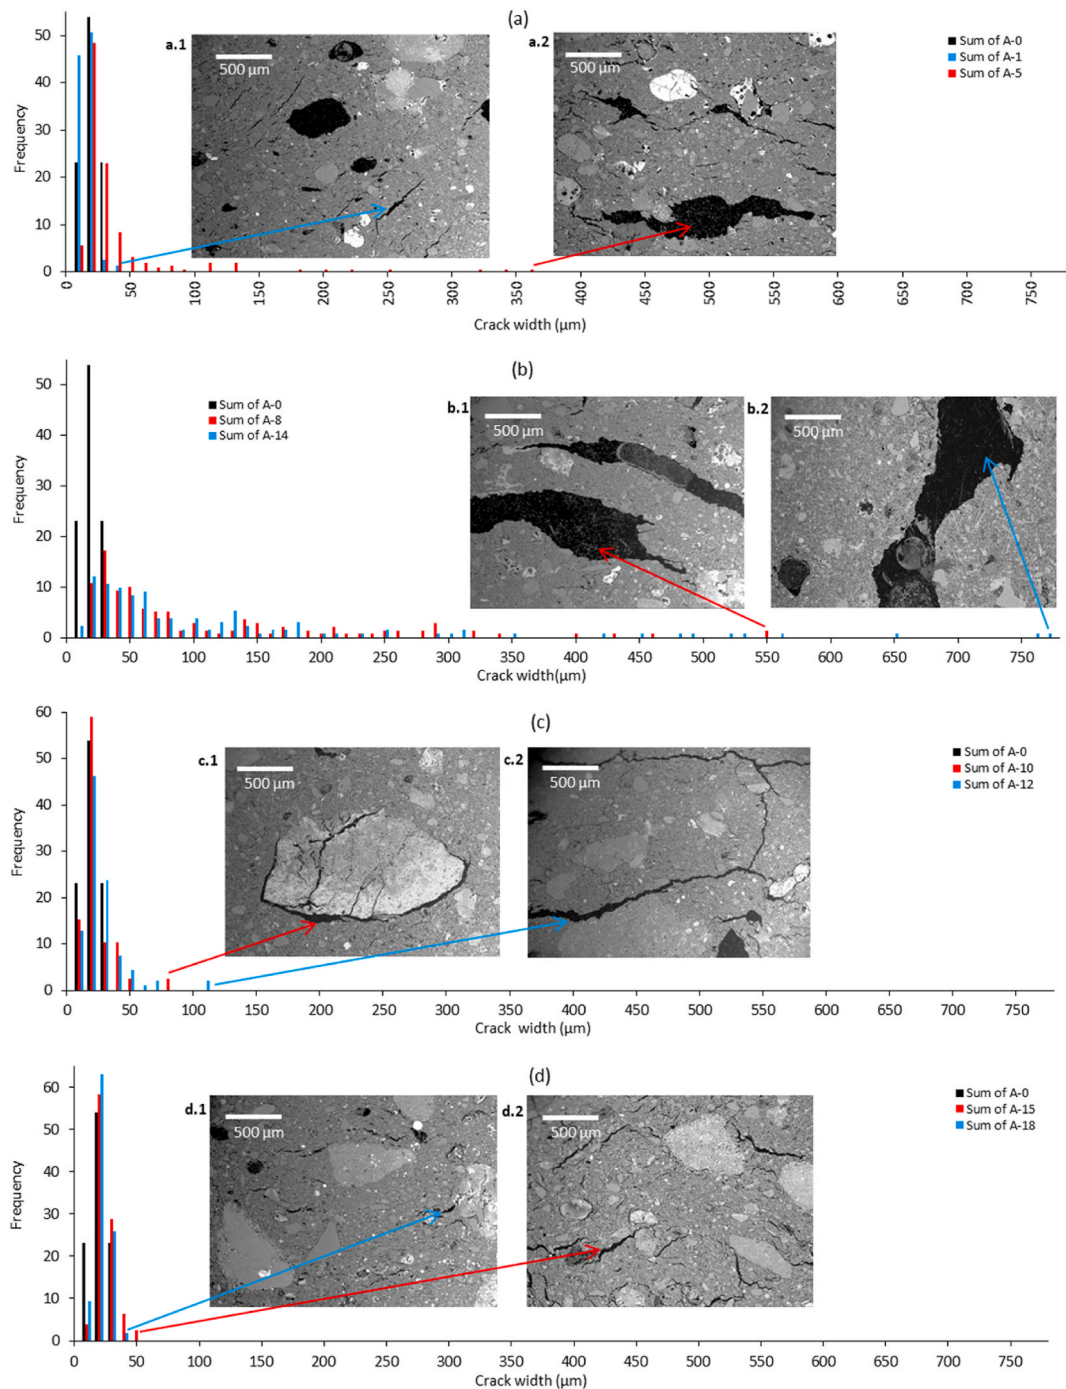 (a)
a.1
500 µm
a.2
500 µm
Sum of A-0
Sum of A-1
Sum of A-5
Frequency
50
40
30
20
10
0
0 50 100 150 200 250 300 350 400 450 500 550 600 650 700 750
Crack width (µm)
(b)
Sum of A-0
Sum of A-8
Sum of A-14
b.1
500 µm
b.2
500 µm
Frequency
50
40
30
20
10
0
0 50 100 150 200 250 300 350 400 450 500 550 600 650 700 750
Crack width(µm)
(c)
c.1
500 µm
c.2
500 µm
Sum of A-0
Sum of A-10
Sum of A-12
Frequency
60
50
40
30
20
10
0
0 50 100 150 200 250 300 350 400 450 500 550 600 650 700 750
Crack width (µm)
(d)
d.1
500 µm
d.2
500 µm
Sum of A-0
Sum of A-15
Sum of A-18
Frequency
60
50
40
30
20
10
0
0 50 100 150 200 250 300 350 400 450 500 550 600 650 700 750
Crack width (µm)